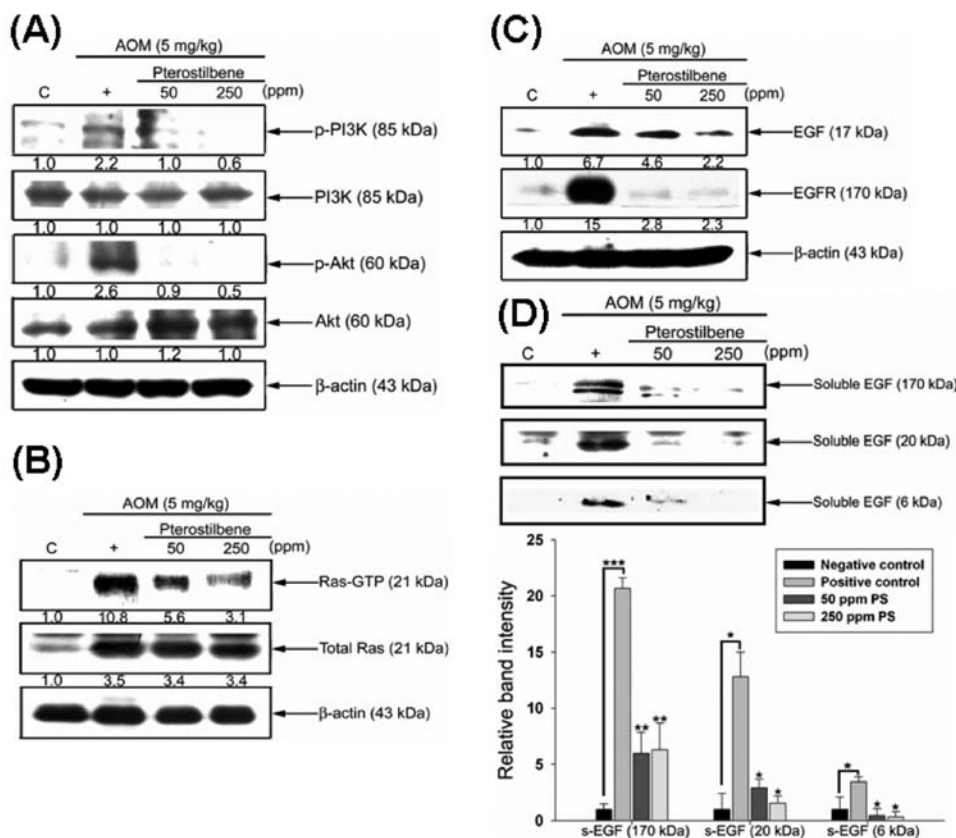 (A)
AOM (5 mg/kg)
Pterostilbene
C + 50 250 (ppm)
p-PI3K (85 kDa)
1.0 2.2 1.0 0.6
PI3K (85 kDa)
1.0 1.0 1.0 1.0
p-Akt (60 kDa)
1.0 2.6 0.9 0.5
Akt (60 kDa)
1.0 1.0 1.2 1.0
β-actin (43 kDa)
(B)
AOM (5 mg/kg)
Pterostilbene
C + 50 250 (ppm)
Ras-GTP (21 kDa)
1.0 10.8 5.6 3.1
Total Ras (21 kDa)
1.0 3.5 3.4 3.4
β-actin (43 kDa)
(C)
AOM (5 mg/kg)
Pterostilbene
C + 50 250 (ppm)
EGF (17 kDa)
1.0 6.7 4.6 2.2
EGFR (170 kDa)
1.0 15 2.8 2.3
β-actin (43 kDa)
(D)
AOM (5 mg/kg)
Pterostilbene
C + 50 250 (ppm)
Soluble EGF (170 kDa)
Soluble EGF (20 kDa)
Soluble EGF (6 kDa)
Relative band intensity
25
20
15
10
5
0
*** ** **
* * *
* * *
Negative control
Positive control
50 ppm PS
250 ppm PS
s-EGF (170 kDa) s-EGF (20 kDa) s-EGF (6 kDa)